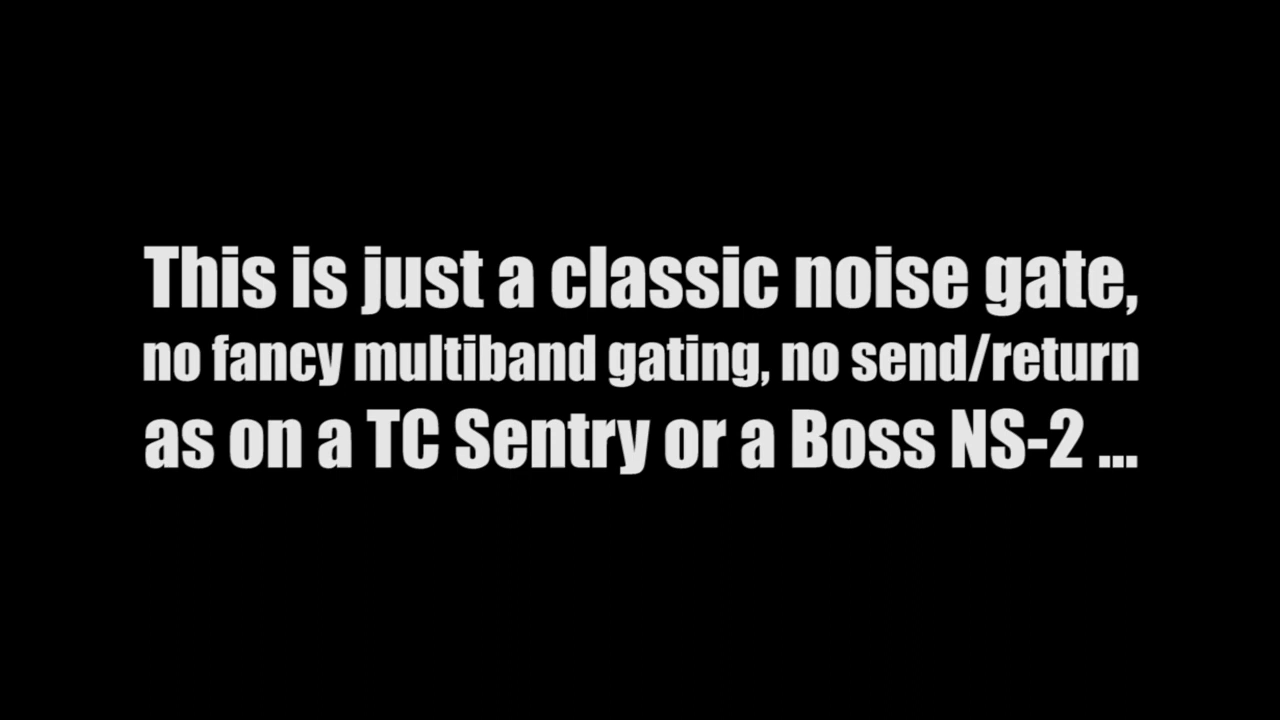 This is just a classic noise gate,
no fancy multiband gating, no send/return
as on a TC Sentry or a Boss NS-2 ...